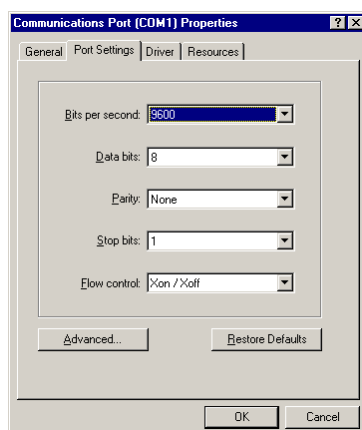 Communications Port (COM1) Properties
General Port Settings Driver Resources
Bits per second: 9600
Data bits: 8
Parity: None
Stop bits: 1
Flow control: Xon / Xoff
Advanced... Restore Defaults
OK Cancel